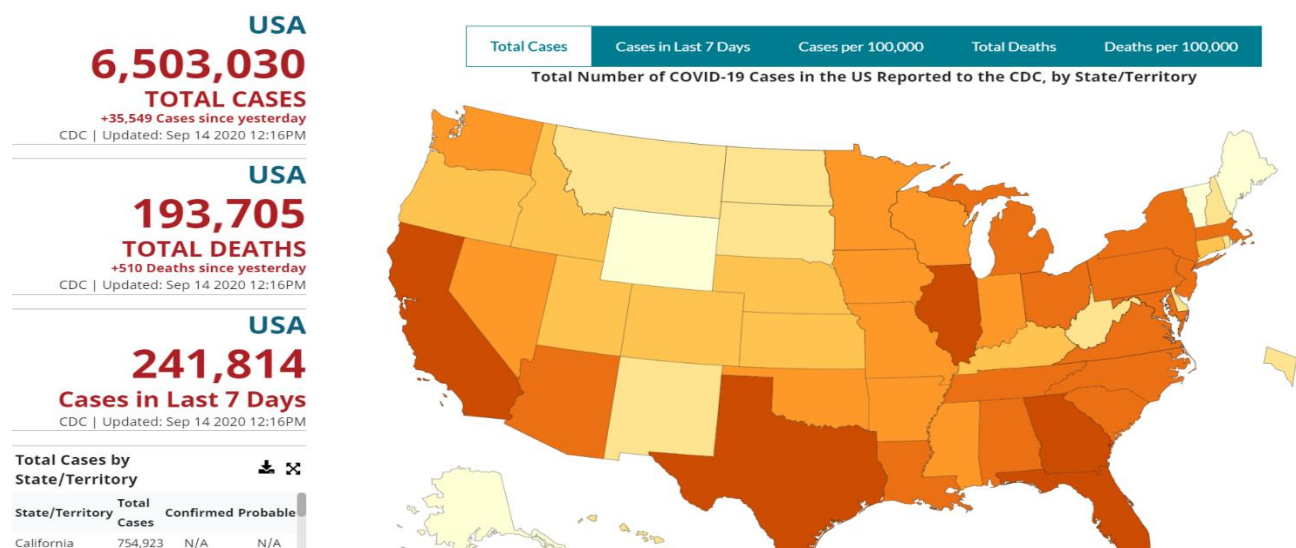 USA
6,503,030
TOTAL CASES
+35,549 Cases since yesterday
CDC | Updated: Sep 14 2020 12:16PM
USA
193,705
TOTAL DEATHS
+510 Deaths since yesterday
CDC | Updated: Sep 14 2020 12:16PM
USA
241,814
Cases in Last 7 Days
CDC | Updated: Sep 14 2020 12:16PM
Total Cases by
State/Territory
State/Territory Total Cases Confirmed Probable
California 754,923 N/A N/A
Total Cases Cases in Last 7 Days Cases per 100,000 Total Deaths Deaths per 100,000
Total Number of COVID-19 Cases in the US Reported to the CDC, by State/Territory